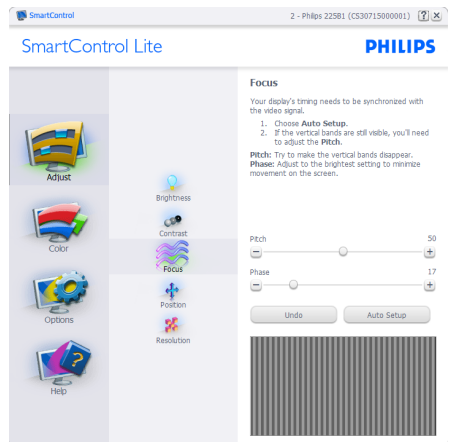 SmartControl
2 - Philips 225B1 (CS30715000001)
?
X
SmartControl Lite
PHILIPS
Adjust
Color
Options
Help
Brightness
Contrast
Focus
Position
Resolution
Focus
Your display's timing needs to be synchronized with
the video signal.
1. Choose Auto Setup.
2. If the vertical bands are still visible, you'll need
to adjust the Pitch.
Pitch: Try to make the vertical bands disappear.
Phase: Adjust to the brightest setting to minimize
movement on the screen.
Pitch 50
Phase 17
Undo
Auto Setup